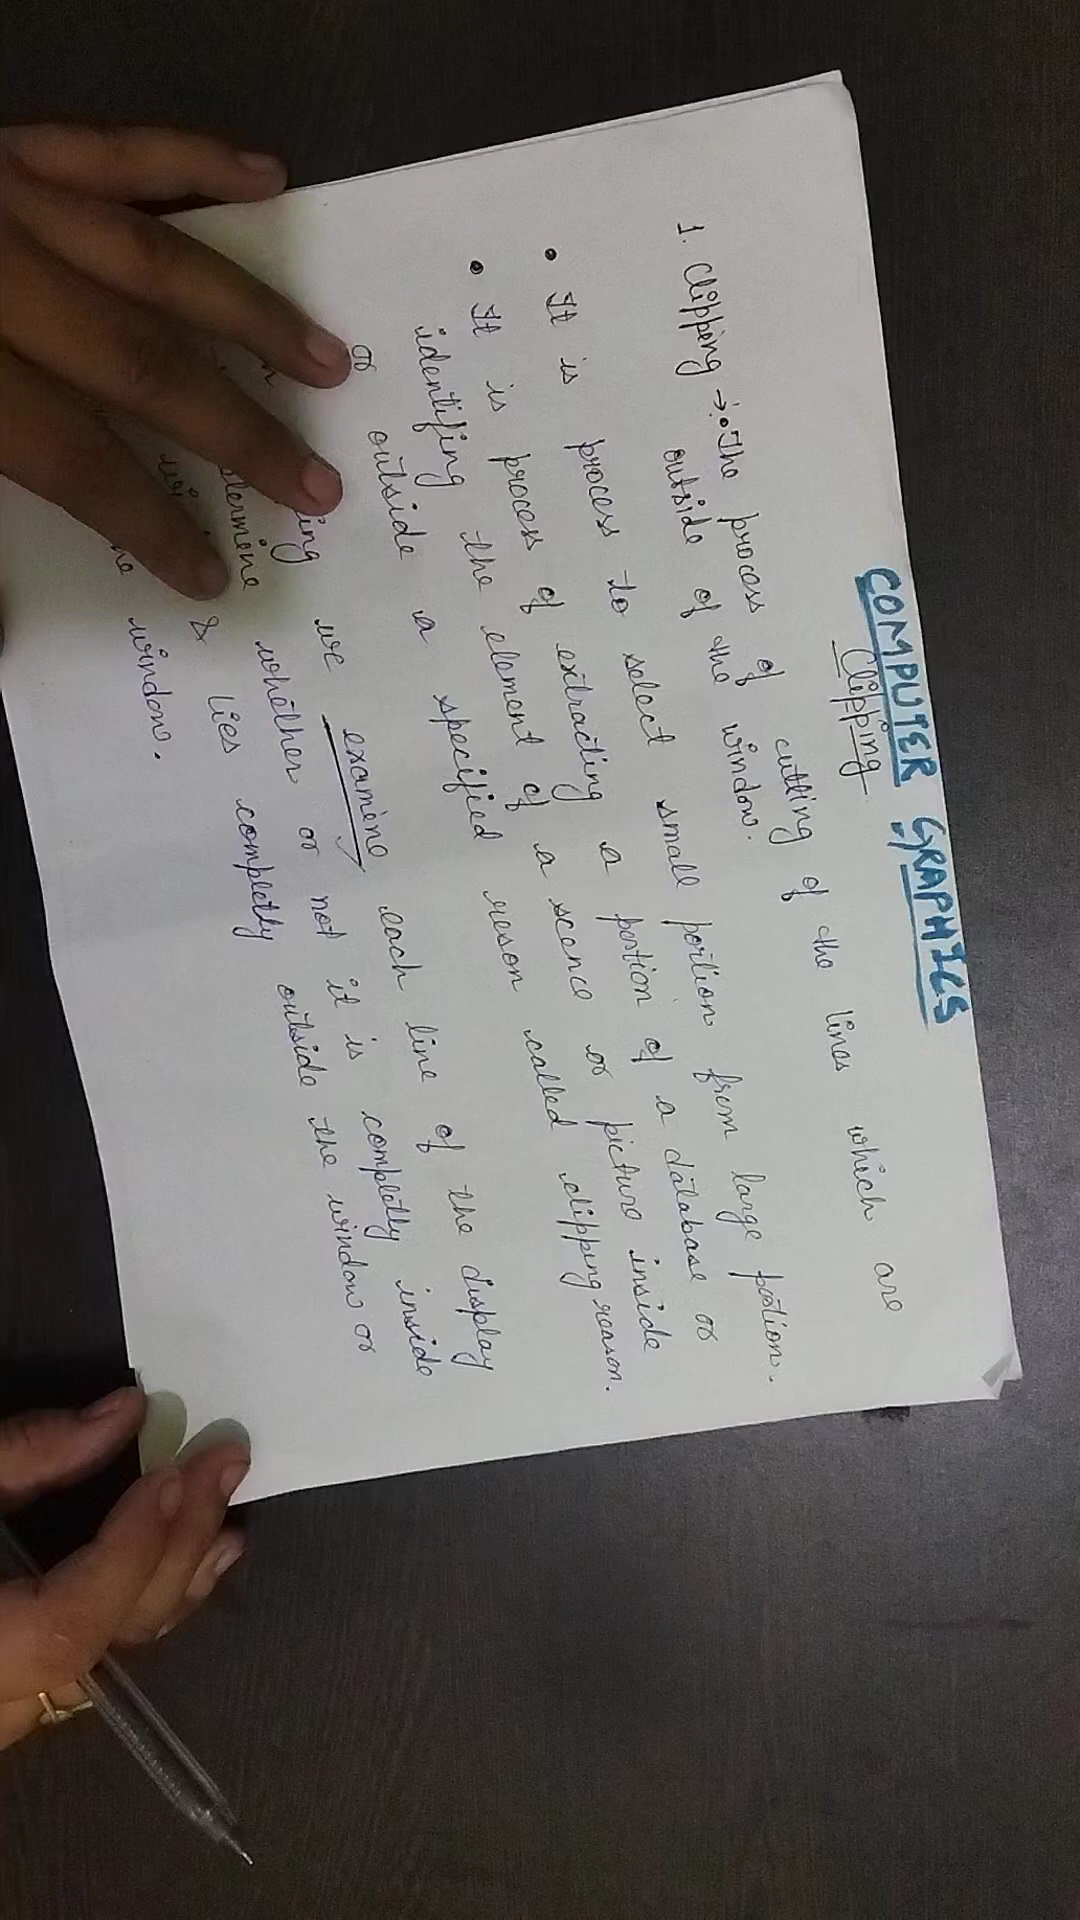 COMPUTER GRAPHICS
Clipping
1. Clipping →• The process of cutting of the lines which are
outside of the window.
• It is process to select small portion from large portion.
• It is process of extracting a portion of a database or
identifing the element of a scence or picture inside
or outside a specified reson called clipping reason.
we examine each line of the display
whether or not it is completly inside
& lies completly outside the window or
window.